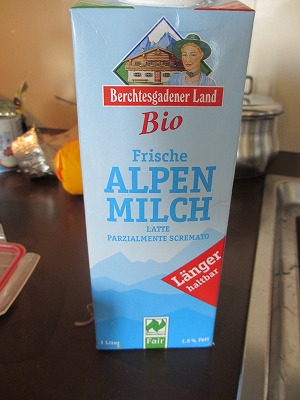 Berchtesgadener Land
Bio
Frische
ALPEN
MILCH
LATTE
PARZIALMENTE SCREMATO
Länger
haltbar
Fair
1 Liter
1.5% Fett